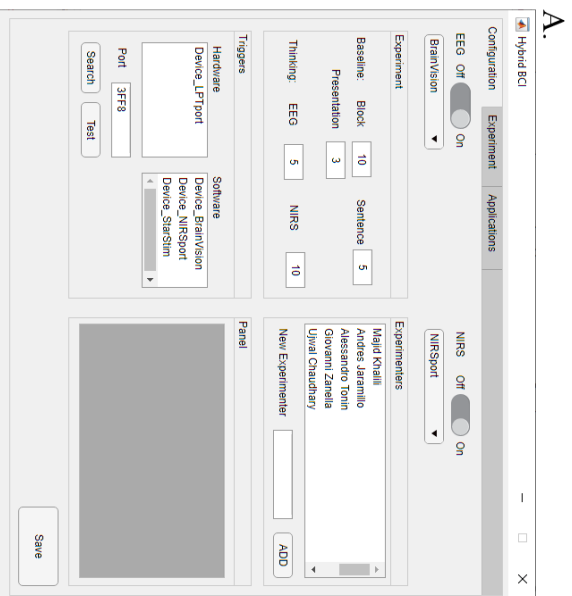 A.
Hybrid BCI
Configuration Experiment Applications
EEG Off On NIRS Off On
BrainVision NIRSport
Experiment
Baseline: Block 10 Sentence 5
Presentation 3
Thinking: EEG 5 NIRS 10
Experimenters
Majid Khalili
Andres Jaramillo
Alessandro Tonin
Giovanni Zanella
Ujwal Chaudhary
New Experimenter ADD
Triggers
Hardware Software
Device_LPTport
Device_BrainVision
Device_NIRSport
Device_StarStim
Port 3FF8
Search Test
Panel
Save